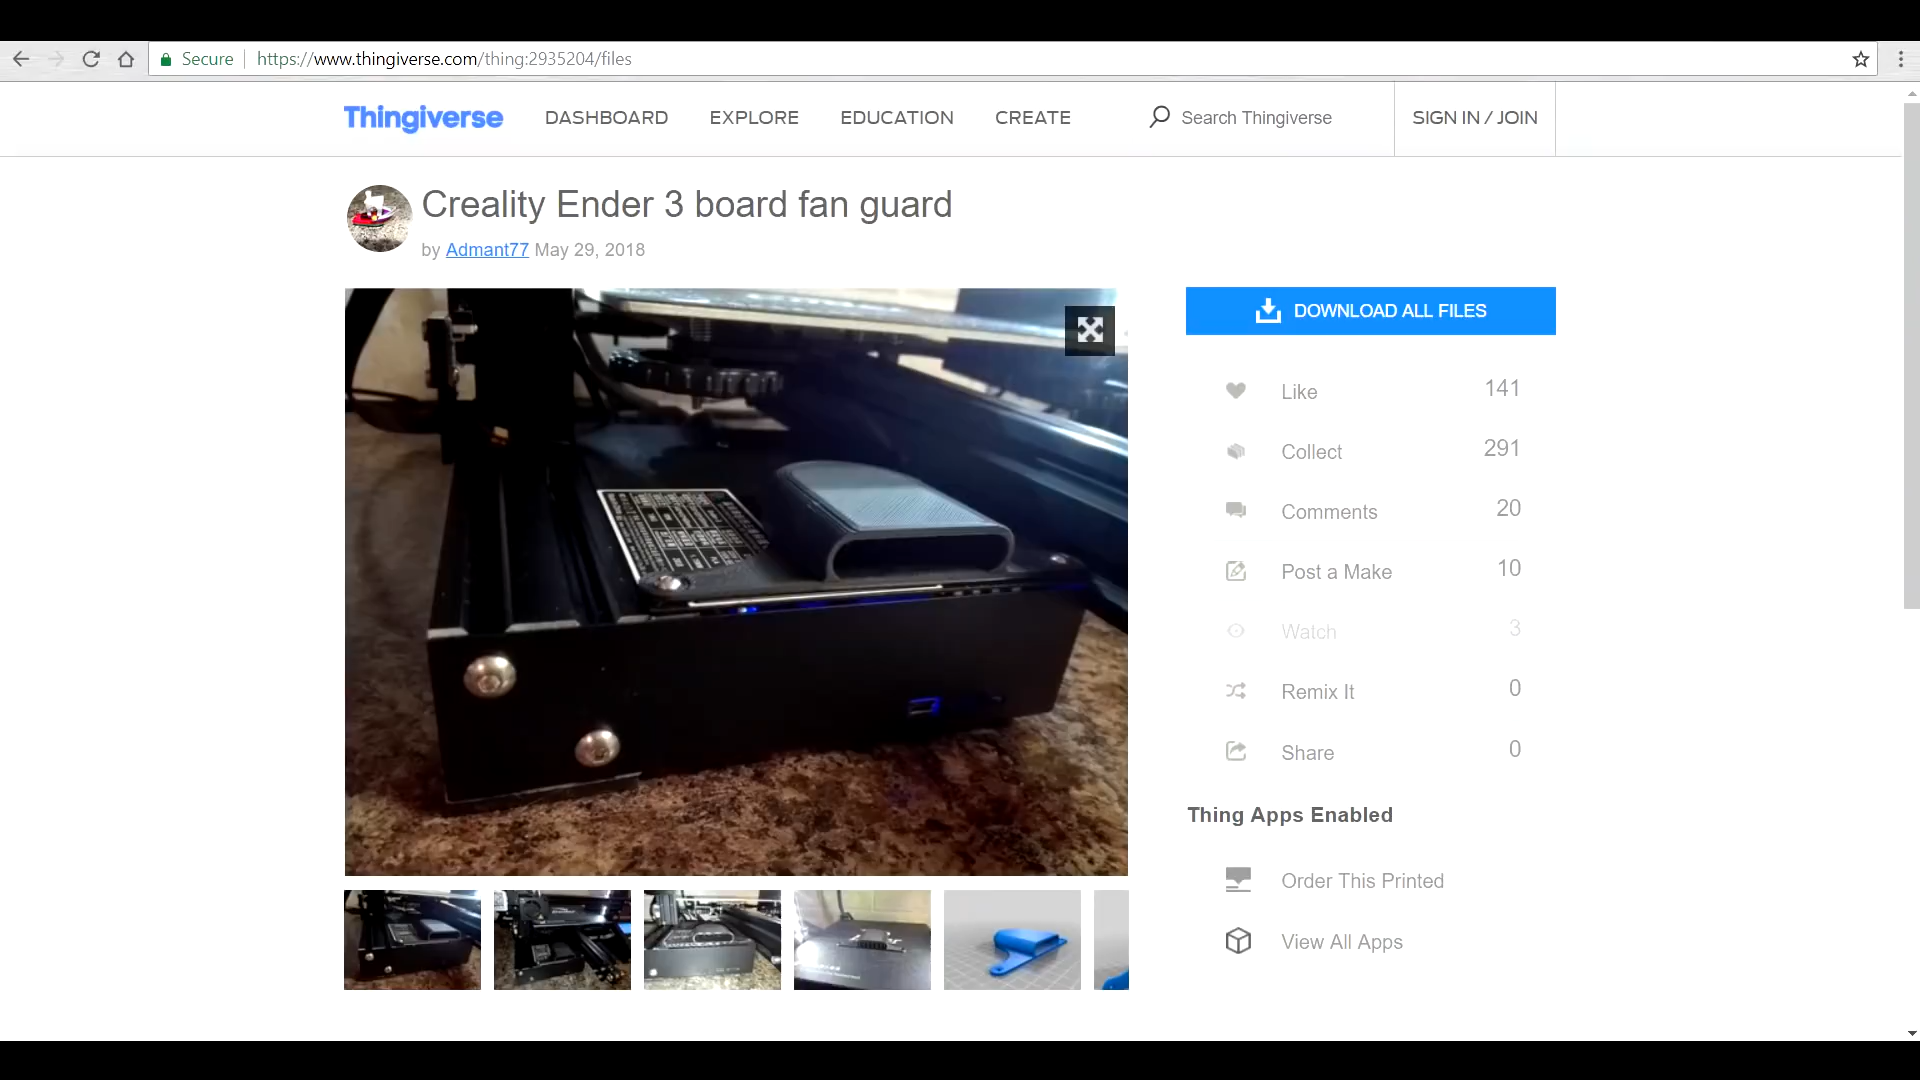 Secure https://www.thingiverse.com/thing:2935204/files
Thingiverse DASHBOARD EXPLORE EDUCATION CREATE Search Thingiverse SIGN IN / JOIN
Creality Ender 3 board fan guard
by Admant77 May 29, 2018
DOWNLOAD ALL FILES
Like 141
Collect 291
Comments 20
Post a Make 10
Watch 3
Remix It 0
Share 0
Thing Apps Enabled
Order This Printed
View All Apps